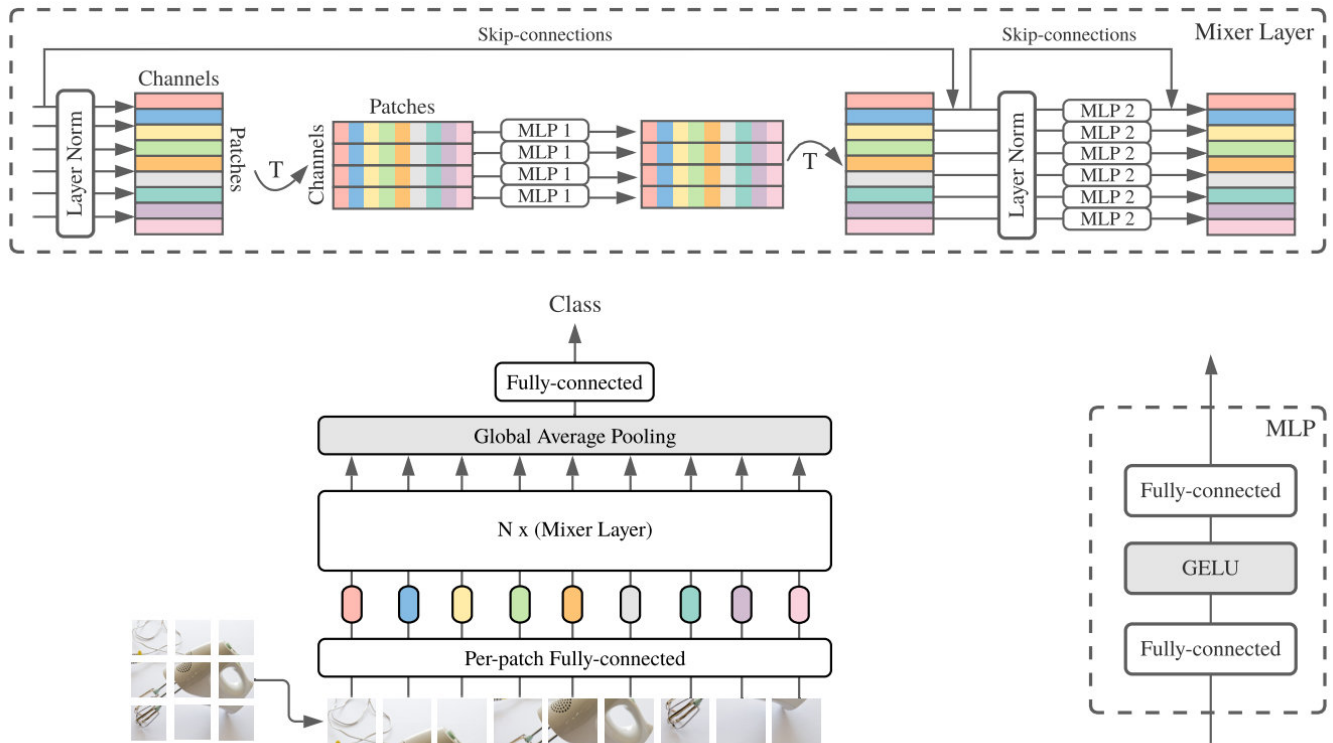 Skip-connections
Skip-connections
Mixer Layer
Channels
Layer Norm
Patches
T
Patches
Channels
MLP 1
MLP 1
MLP 1
MLP 1
T
Layer Norm
MLP 2
MLP 2
MLP 2
MLP 2
MLP 2
MLP 2
Class
Fully-connected
Global Average Pooling
N x (Mixer Layer)
Per-patch Fully-connected
MLP
Fully-connected
GELU
Fully-connected